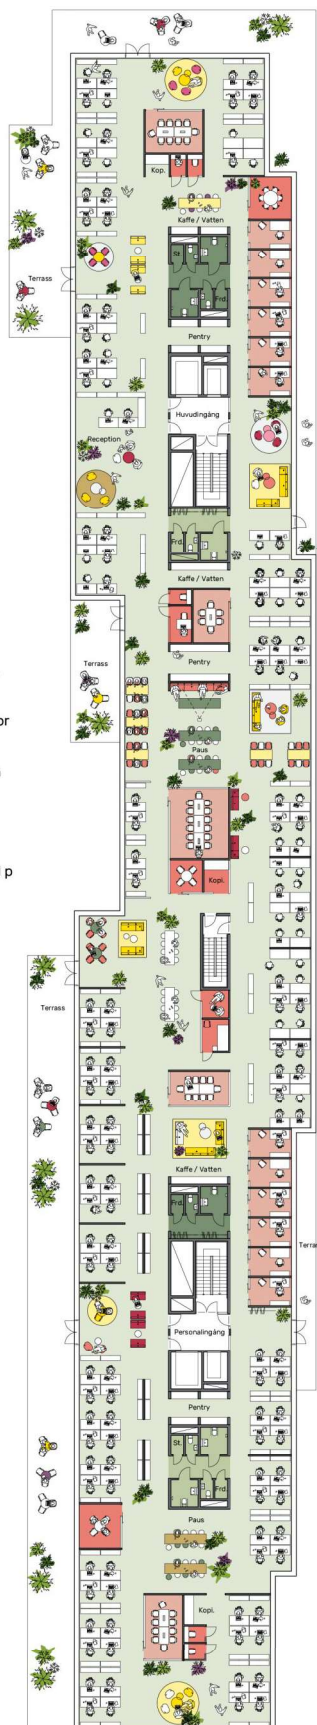 Kop.
Kaffe / Vatten
St.
Frd.
Terrass
Pentry
Huvudingång
Reception
Frd.
Kaffe / Vatten
Terrass
Pentry
or
Paus
l p
Kopi.
Terrass
Kaffe / Vatten
Frd.
Terra
Personalingång
Pentry
St.
Frd.
Paus
Kopi.